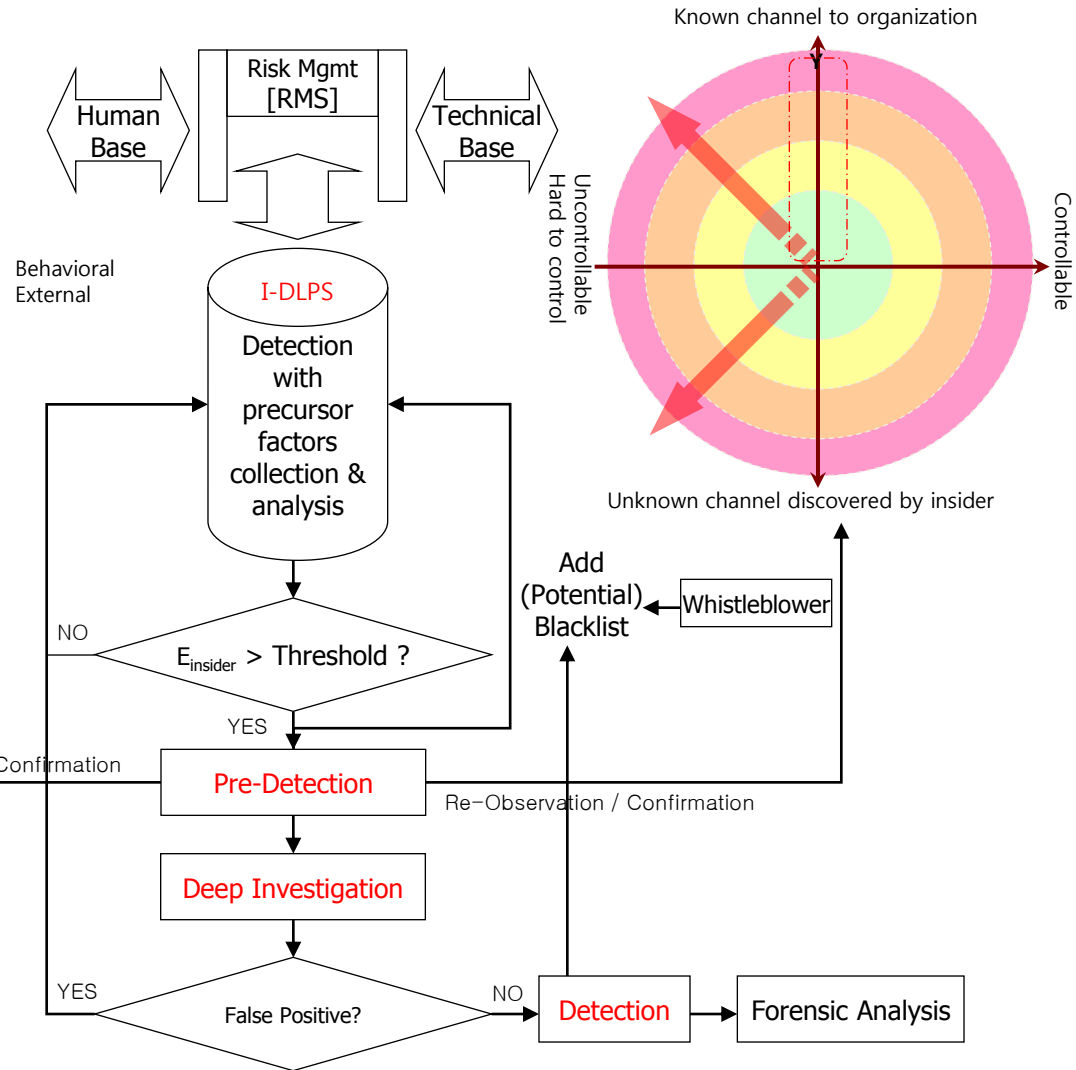 Known channel to organization
Risk Mgmt
[RMS]
Human
Base
Technical
Base
Y
Uncontrollable
Hard to control
Controllable
Behavioral
External
I-DLPS
Detection
with
precursor
factors
collection &
analysis
Unknown channel discovered by insider
Add
(Potential)
Blacklist
Whistleblower
NO
Einsider > Threshold ?
YES
Confirmation
Pre-Detection
Re-Observation / Confirmation
Deep Investigation
YES
False Positive?
NO
Detection
Forensic Analysis